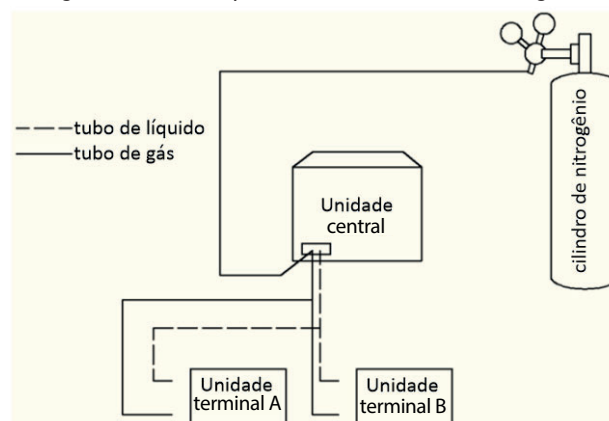 tubo de líquido
tubo de gás
Unidade
central
cilindro de nitrogênio
Unidade
terminal A
Unidade
terminal B